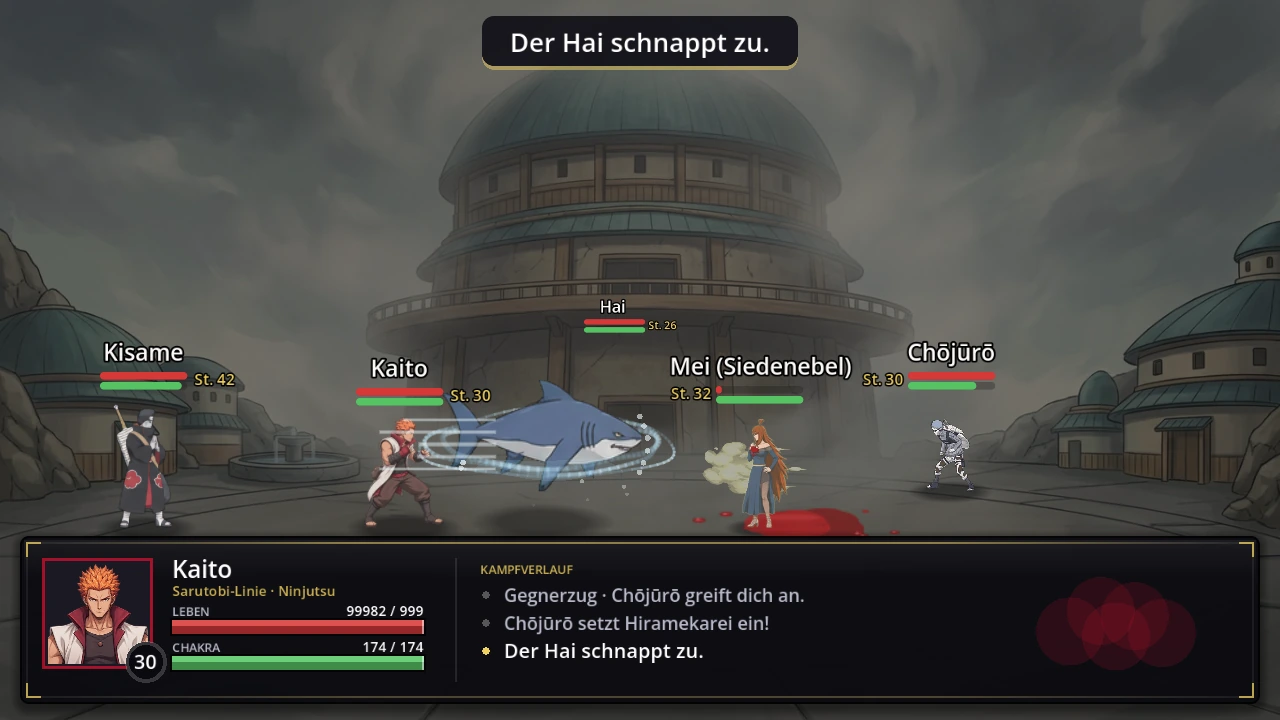 Der Hai schnappt zu.
Hai
St. 26
Kisame
St. 42
Kaito
St. 30
Mei (Siedenebel)
St. 32
Chōjūrō
St. 30
Kaito
Sarutobi-Linie · Ninjutsu
LEBEN 99982 / 999
CHAKRA 174 / 174
30
KAMPFVERLAUF
Gegnerzug · Chōjūrō greift dich an.
Chōjūrō setzt Hiramekarei ein!
Der Hai schnappt zu.